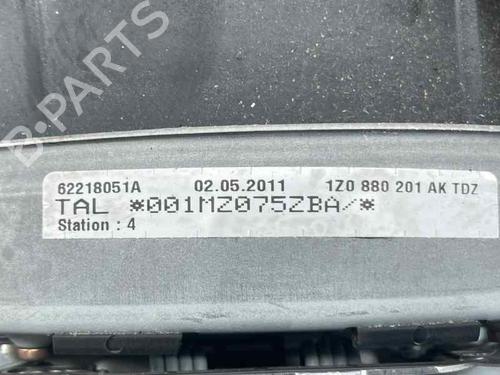 B-PARTS
62218051A 02.05.2011 1Z0 880 201 AK TDZ
TAL *001MZ075ZBA/*
Station : 4